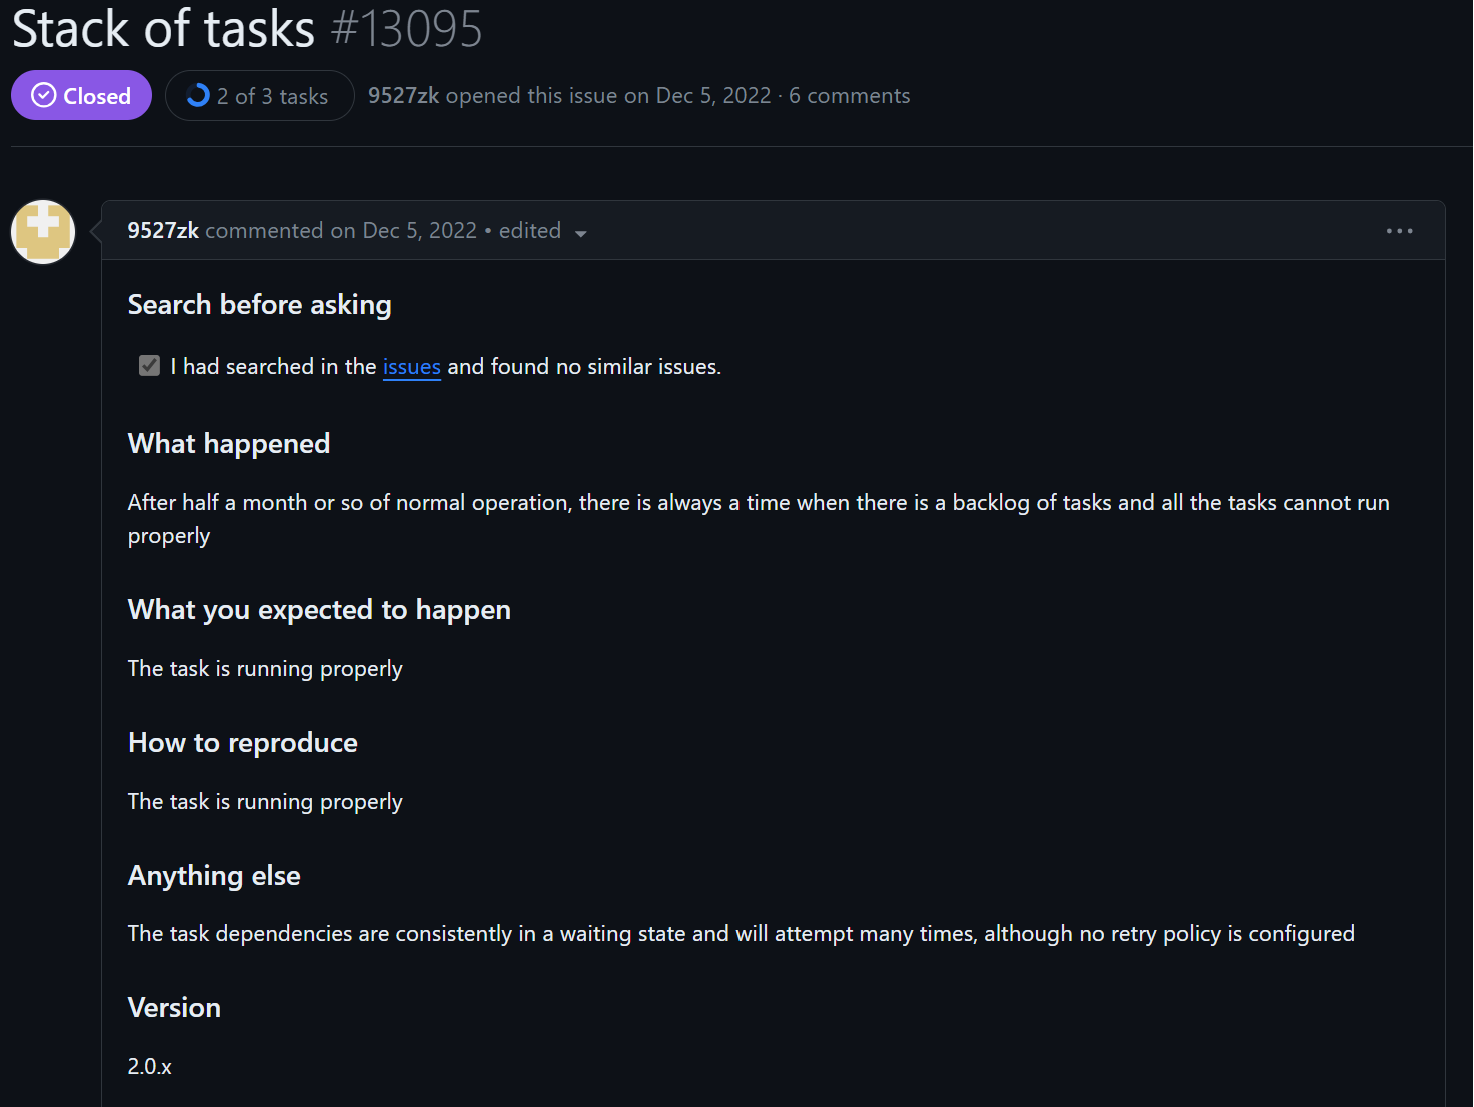 Stack of tasks #13095
Closed
2 of 3 tasks
9527zk opened this issue on Dec 5, 2022 · 6 comments
9527zk commented on Dec 5, 2022 • edited
Search before asking
I had searched in the issues and found no similar issues.
What happened
After half a month or so of normal operation, there is always a time when there is a backlog of tasks and all the tasks cannot run
properly
What you expected to happen
The task is running properly
How to reproduce
The task is running properly
Anything else
The task dependencies are consistently in a waiting state and will attempt many times, although no retry policy is configured
Version
2.0.x